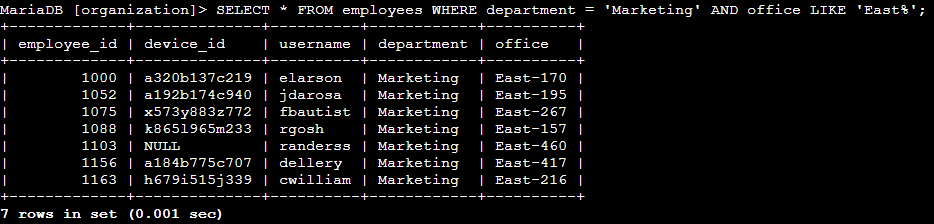 MariaDB [organization]> SELECT * FROM employees WHERE department = 'Marketing' AND office LIKE 'East%';
+-------------+--------------+----------+------------+----------+
| employee_id | device_id    | username | department | office   |
+-------------+--------------+----------+------------+----------+
|        1000 | a320b137c219 | elarson  | Marketing  | East-170 |
|        1052 | a192b174c940 | jdarosa  | Marketing  | East-195 |
|        1075 | x573y883z772 | fbautist | Marketing  | East-267 |
|        1088 | k865l965m233 | rgosh    | Marketing  | East-157 |
|        1103 | NULL         | randerss | Marketing  | East-460 |
|        1156 | a184b775c707 | dellery  | Marketing  | East-417 |
|        1163 | h679i515j339 | cwilliam | Marketing  | East-216 |
+-------------+--------------+----------+------------+----------+
7 rows in set (0.001 sec)